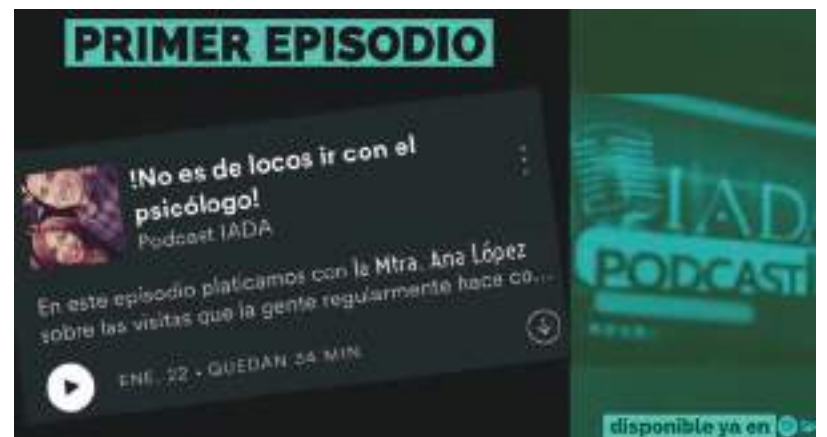 PRIMER EPISODIO
!No es de locos ir con el
psicólogo!
Podcast IADA
En este episodio platicamos con la Mtra. Ana López
sobre las visitas que la gente regularmente hace co...
ENE. 22 • QUEDAN 34 MIN.
IADA
PODCAST
disponible ya en